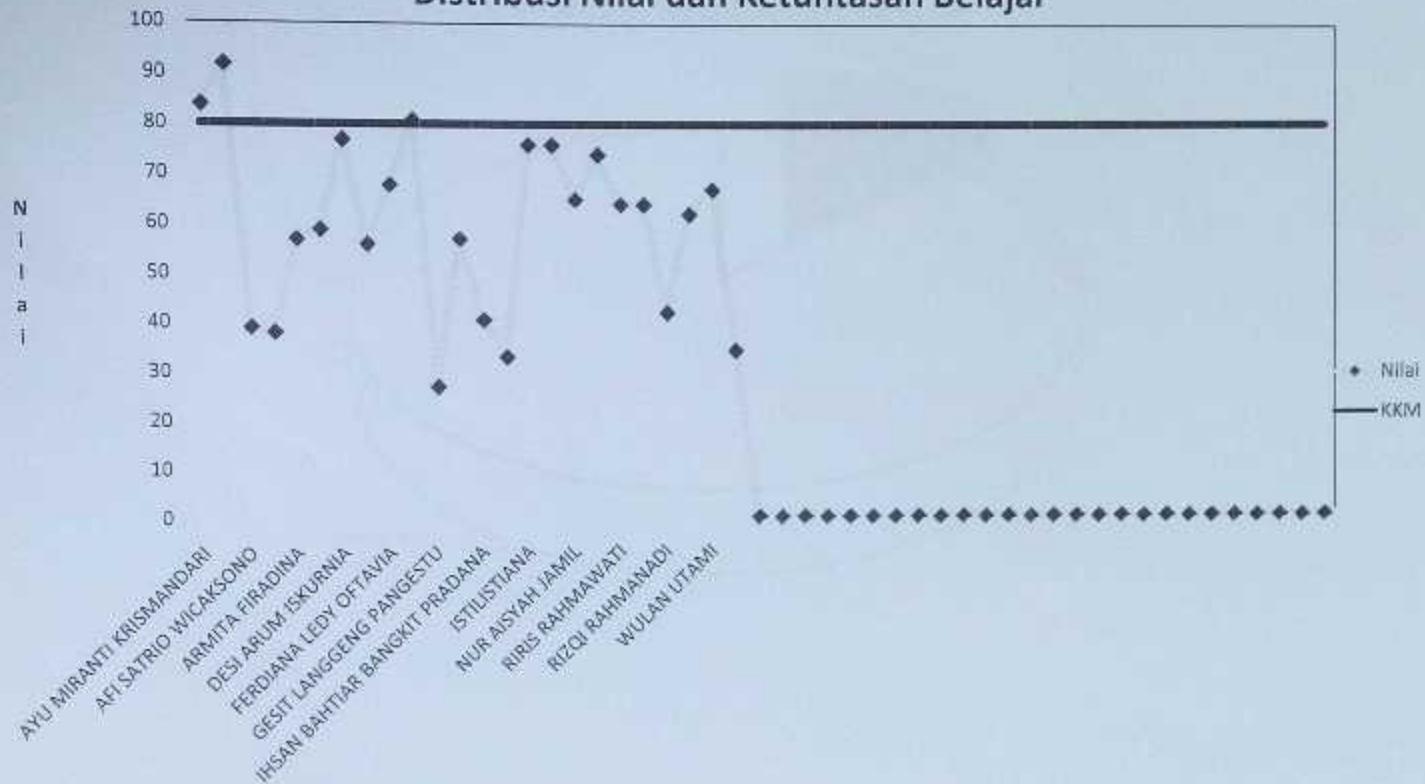 Distribusi Nilai dan Ketuntasan Belajar
100
90
80
70
60
50
40
30
20
10
0
Nilai
Nilai
KKM
AYU MIRANTI KRISMANDARI
AFI SATRIO WICAKSONO
ARMITA FIRADINA
DESI ARUM ISKURNIA
FERDIANA LEDY OFTAVIA
GESIT LANGGENG PANGESTU
IHSAN BAHTIAR BANGKIT PRADANA
ISTILISTIANA
NUR AISYAH JAMIL
RIRIS RAHMAWATI
RIZQI RAHMANADI
WULAN UTAMI